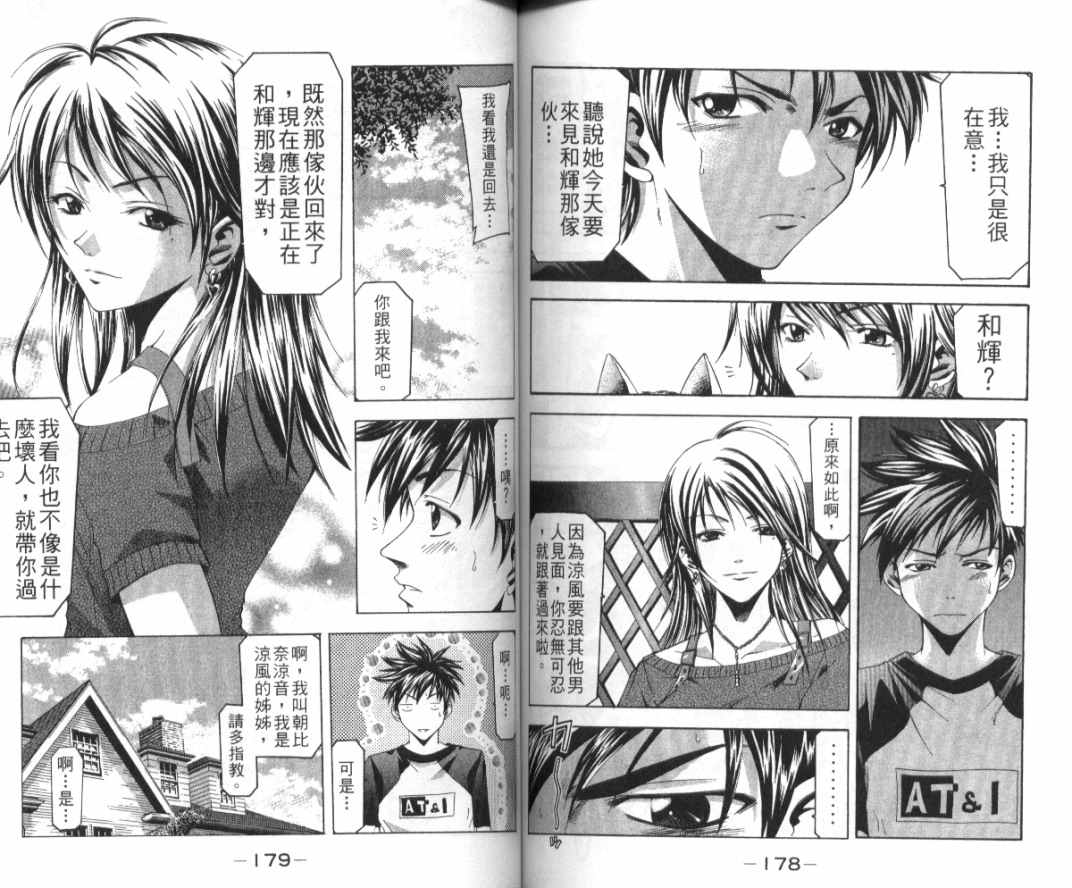 我…我只是很
在意…
聽說她今天要
來見和輝那傢
伙…
和輝?
………
…原來如此啊,
因為涼風要跟其他男
人見面,你忍無可忍
,就跟著過來啦。
AT&I
………
カ
—178—
我看我還是回去…
你跟我來吧。
既然那傢伙回來了
,現在應該是正在
和輝那邊才對,
我看你也不像是什
麼壞人,就帶你過
去吧。
……噢?
啊…呃…
可是…
AT&I
啊,我叫朝比
奈涼音,我是
涼風的姊姊,
請多指教。
啊…是…
—179—